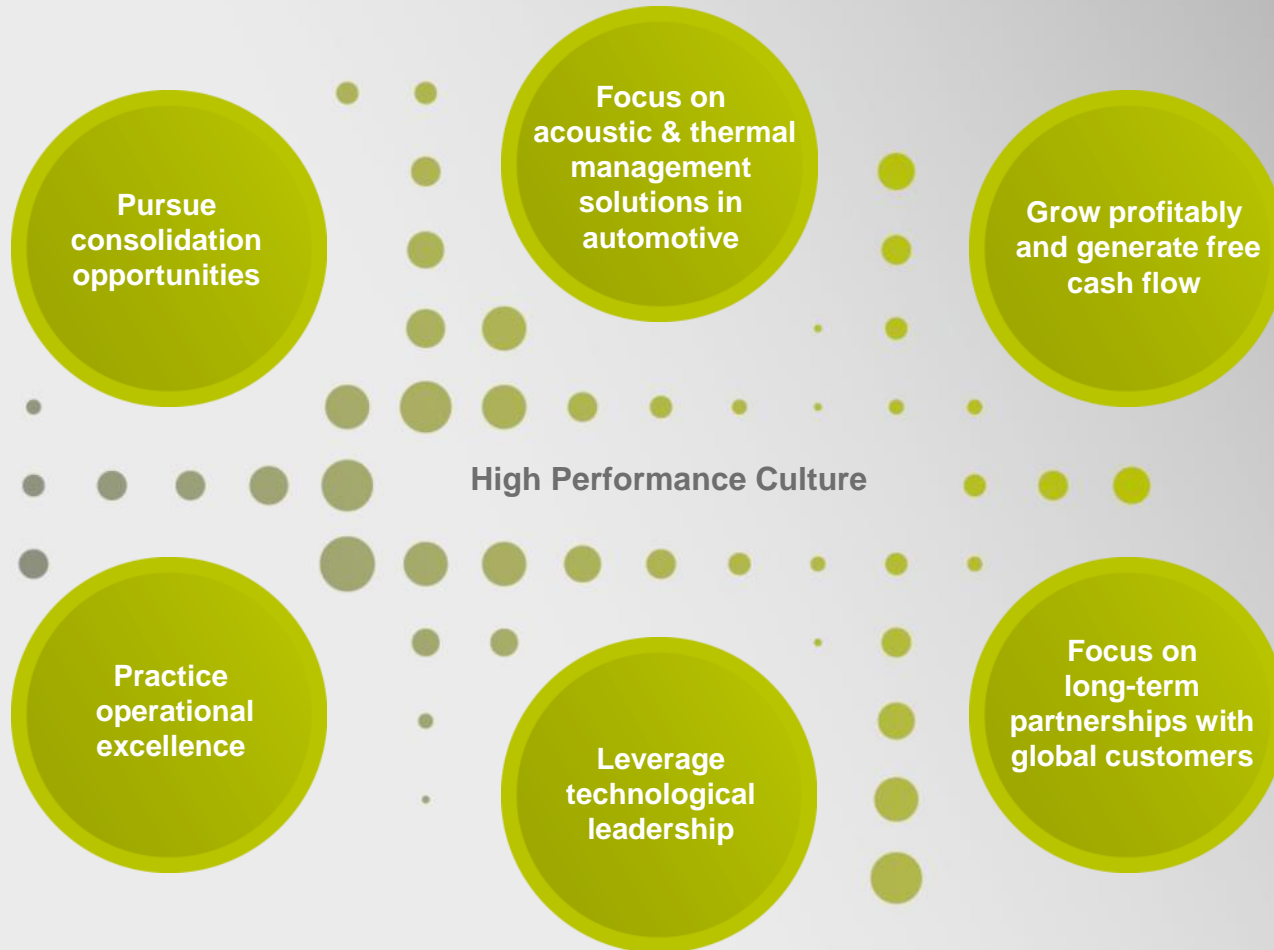 Focus on
acoustic & thermal
management
solutions in
automotive
Pursue
consolidation
opportunities
Grow profitably
and generate free
cash flow
High Performance Culture
Practice
operational
excellence
Leverage
technological
leadership
Focus on
long-term
partnerships with
global customers